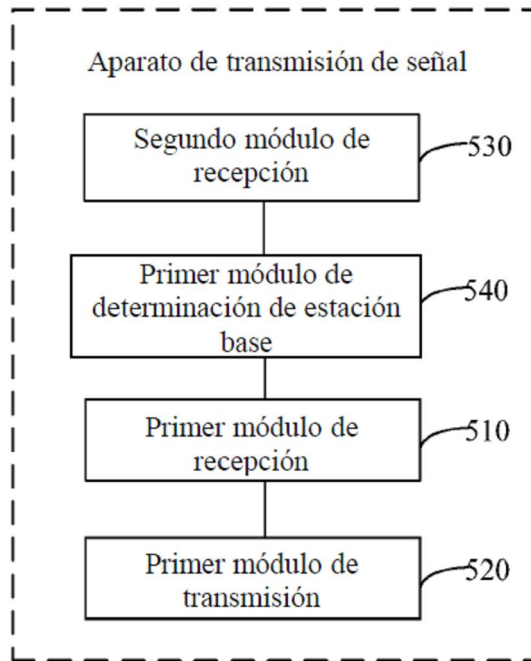 Aparato de transmisión de señal
Segundo módulo de
recepción
530
Primer módulo de
determinación de estación
base
540
Primer módulo de
recepción
510
Primer módulo de
transmisión
520